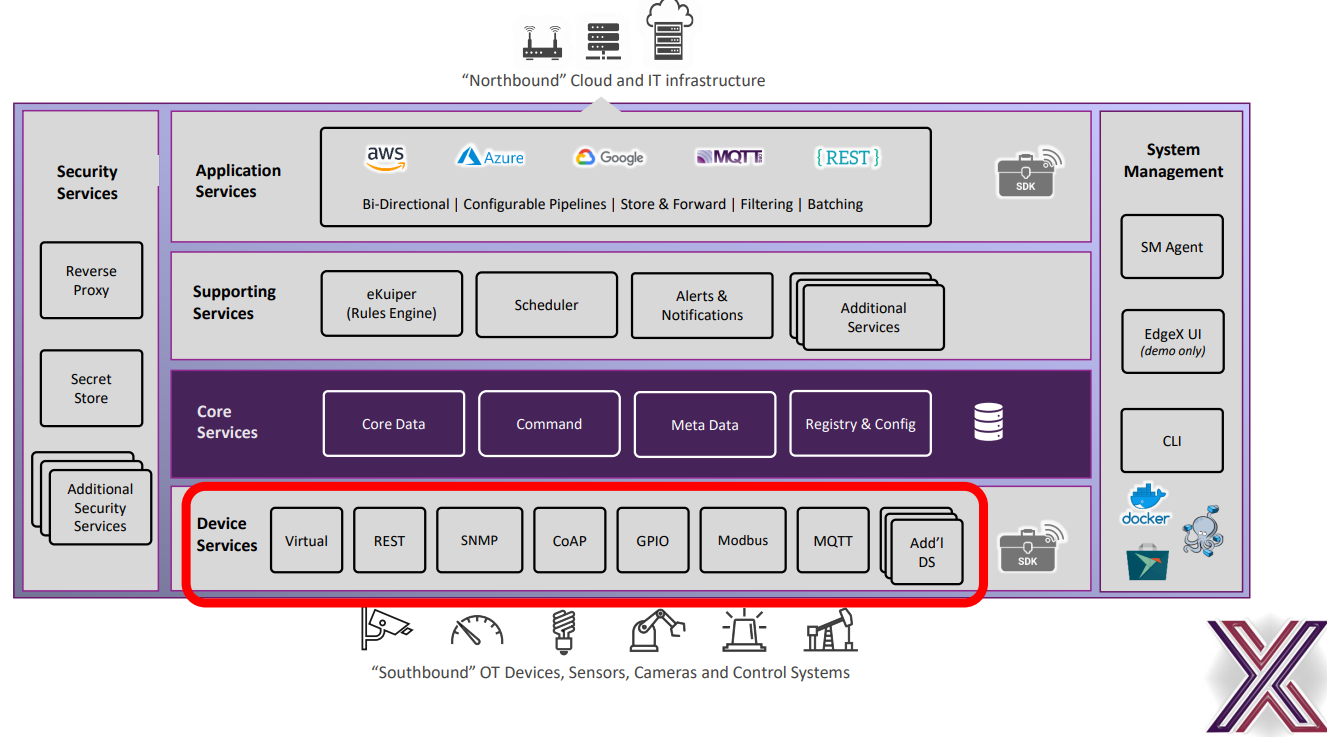 “Northbound” Cloud and IT infrastructure
Security
Services
Reverse
Proxy
Secret
Store
Additional
Security
Services
Application
Services
aws
Azure
Google
MQTT
{ REST }
Bi-Directional | Configurable Pipelines | Store & Forward | Filtering | Batching
SDK
Supporting
Services
eKuiper
(Rules Engine)
Scheduler
Alerts &
Notifications
Additional
Services
Core
Services
Core Data
Command
Meta Data
Registry & Config
Device
Services
Virtual
REST
SNMP
CoAP
GPIO
Modbus
MQTT
Add’l
DS
SDK
System
Management
SM Agent
EdgeX UI
(demo only)
CLI
docker
“Southbound” OT Devices, Sensors, Cameras and Control Systems